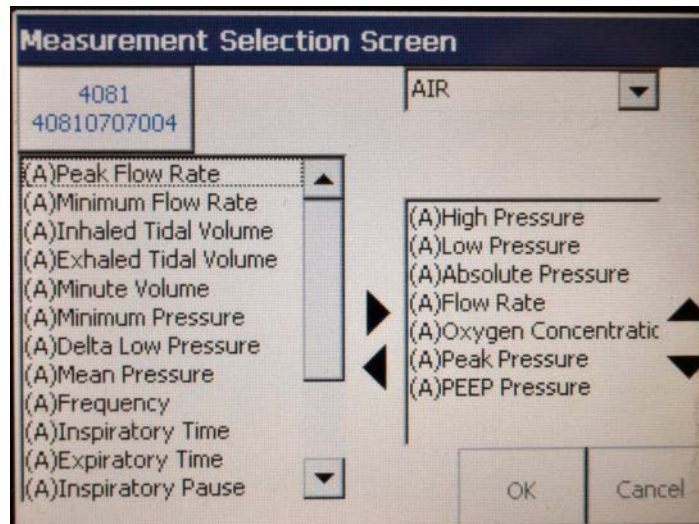 Measurement Selection Screen
4081
40810707004
AIR
(A)Peak Flow Rate
(A)Minimum Flow Rate
(A)Inhaled Tidal Volume
(A)Exhaled Tidal Volume
(A)Minute Volume
(A)Minimum Pressure
(A)Delta Low Pressure
(A)Mean Pressure
(A)Frequency
(A)Inspiratory Time
(A)Expiratory Time
(A)Inspiratory Pause
(A)High Pressure
(A)Low Pressure
(A)Absolute Pressure
(A)Flow Rate
(A)Oxygen Concentratic
(A)Peak Pressure
(A)PEEP Pressure
OK
Cancel